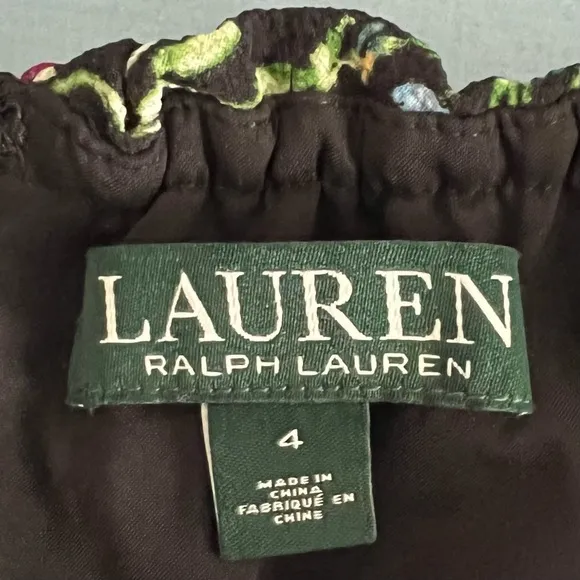 LAUREN
RALPH LAUREN
4
MADE IN
CHINA
FABRIQUÉ EN
CHINE